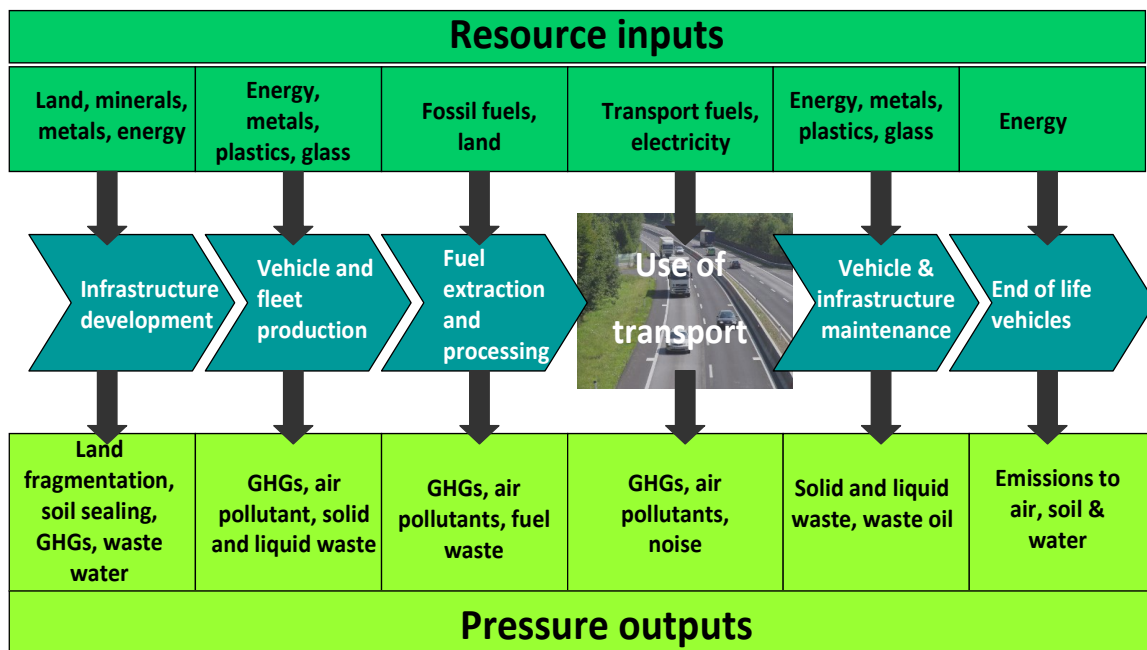 Resource inputs
Land, minerals,
metals, energy
Energy,
metals,
plastics, glass
Fossil fuels,
land
Transport fuels,
electricity
Energy, metals,
plastics, glass
Energy
Infrastructure
development
Vehicle and
fleet
production
Fuel
extraction
and
processing
Use of
transport
Vehicle &
infrastructure
maintenance
End of life
vehicles
Land
fragmentation,
soil sealing,
GHGs, waste
water
GHGs, air
pollutant, solid
and liquid waste
GHGs, air
pollutants, fuel
waste
GHGs, air
pollutants,
noise
Solid and liquid
waste, waste oil
Emissions to
air, soil &
water
Pressure outputs